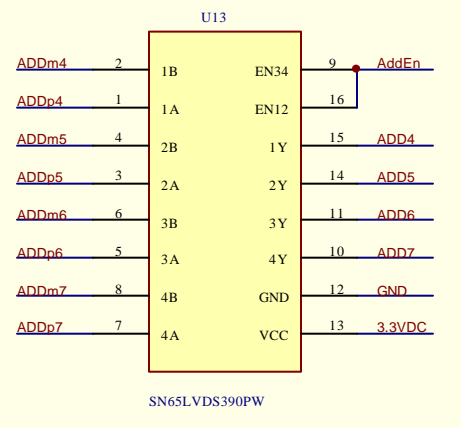 U13
ADDm4 2 1B EN34 9 AddEn
ADDp4 1 1A EN12 16
ADDm5 4 2B 1Y 15 ADD4
ADDp5 3 2A 2Y 14 ADD5
ADDm6 6 3B 3Y 11 ADD6
ADDp6 5 3A 4Y 10 ADD7
ADDm7 8 4B GND 12 GND
ADDp7 7 4A VCC 13 3.3VDC
SN65LVDS390PW